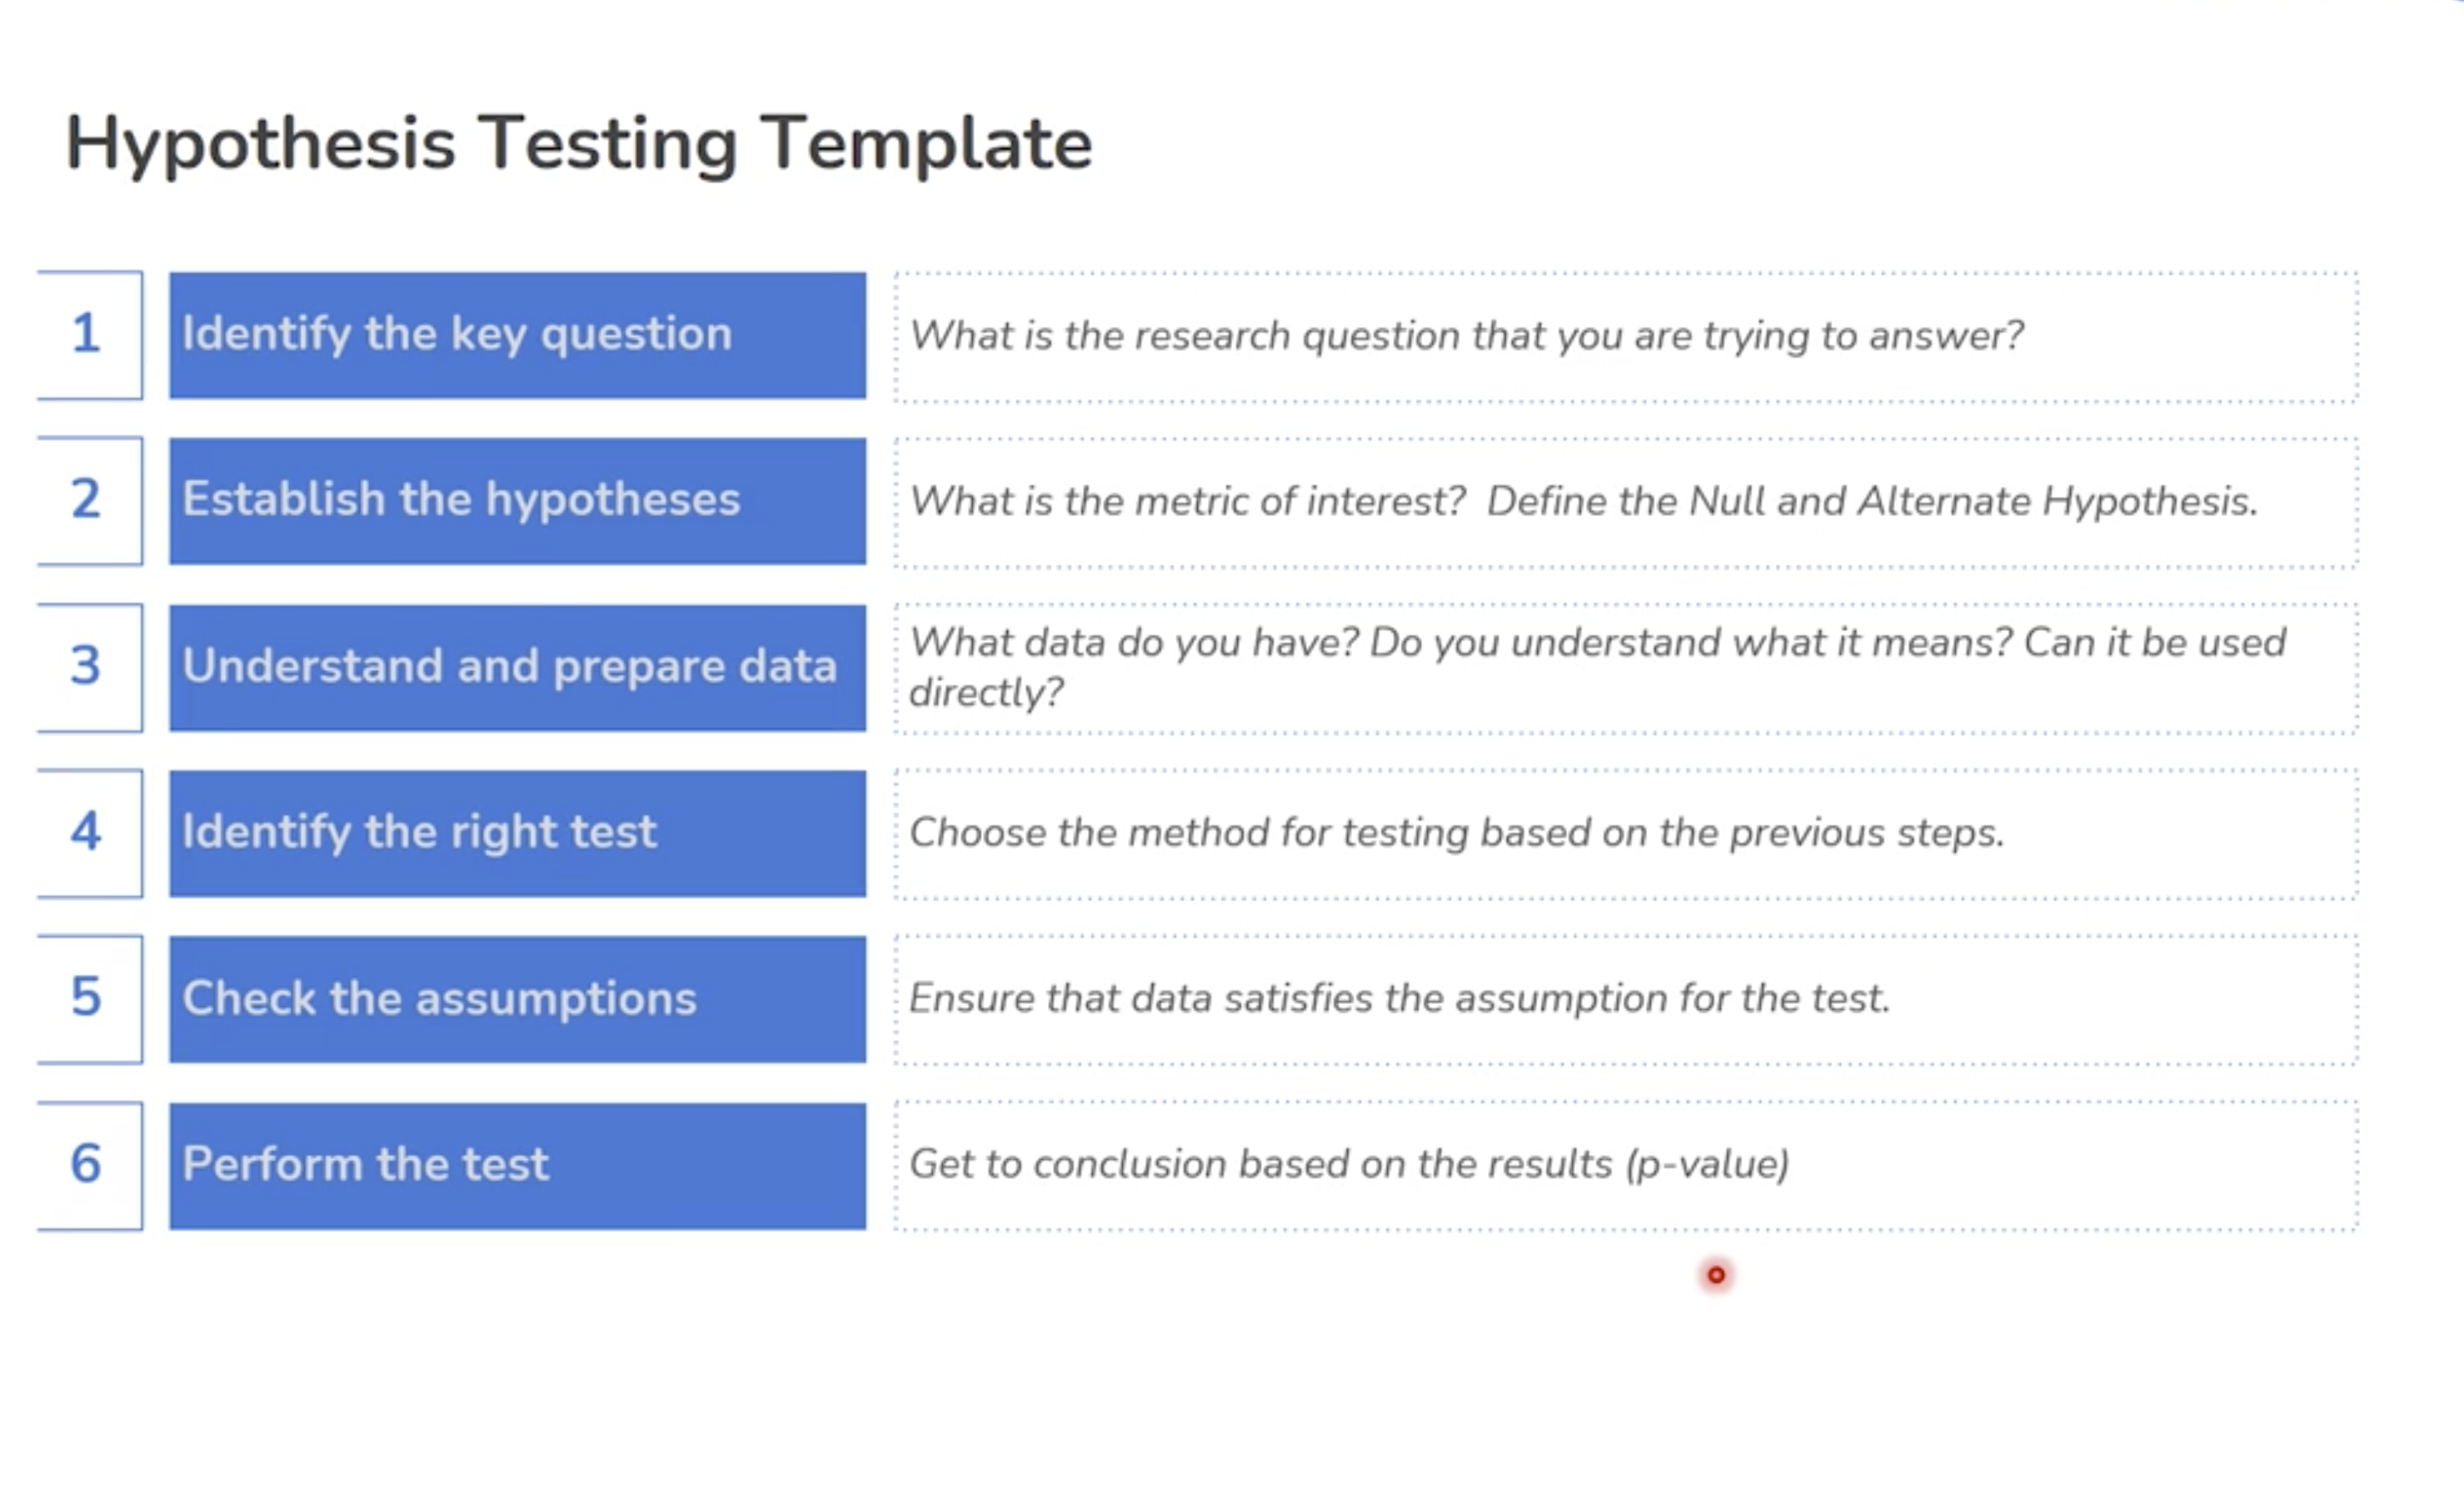 Hypothesis Testing Template
1
Identify the key question
What is the research question that you are trying to answer?
2
Establish the hypotheses
What is the metric of interest?  Define the Null and Alternate Hypothesis.
3
Understand and prepare data
What data do you have? Do you understand what it means? Can it be used
directly?
4
Identify the right test
Choose the method for testing based on the previous steps.
5
Check the assumptions
Ensure that data satisfies the assumption for the test.
6
Perform the test
Get to conclusion based on the results (p-value)